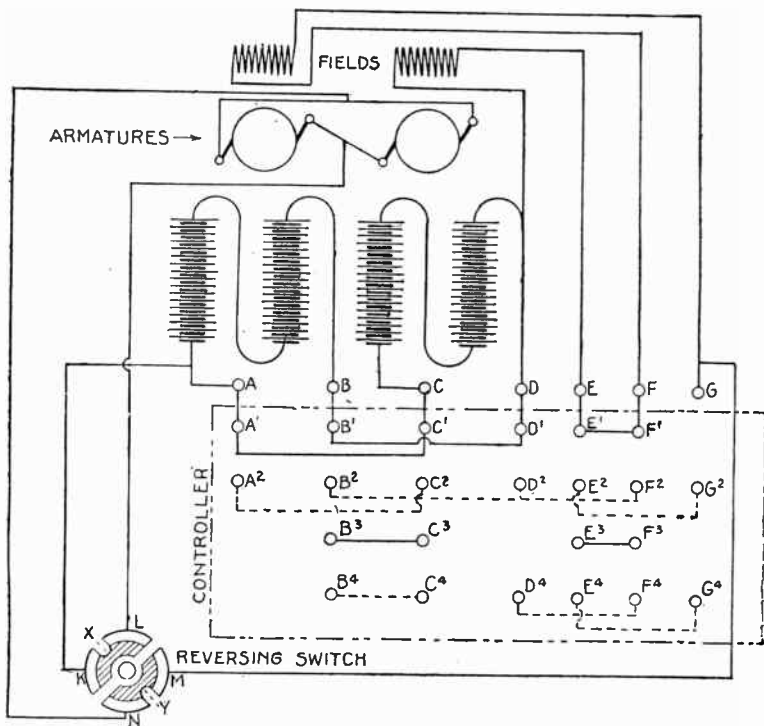 FIELDS
ARMATURES
A B C D E F G
A' B' C' D' E' F'
A² B² C² D² E² F² G²
B³ C³ E³ F³
B⁴ C⁴ D⁴ E⁴ F⁴ G⁴
CONTROLLER
REVERSING SWITCH
X L
K M
N Y